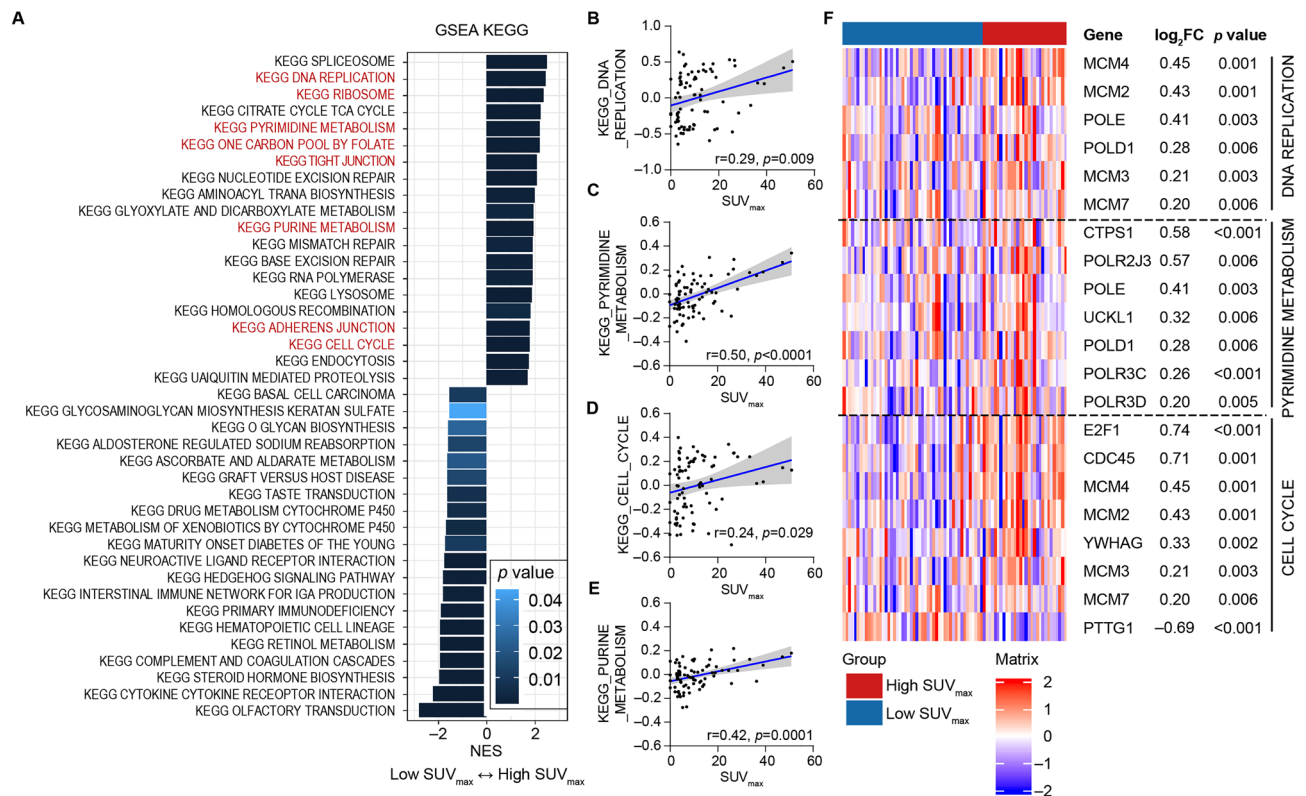 A
GSEA KEGG
KEGG SPLICEOSOME
KEGG DNA REPLICATION
KEGG RIBOSOME
KEGG CITRATE CYCLE TCA CYCLE
KEGG PYRIMIDINE METABOLISM
KEGG ONE CARBON POOL BY FOLATE
KEGG TIGHT JUNCTION
KEGG NUCLEOTIDE EXCISION REPAIR
KEGG AMINOACYL TRANA BIOSYNTHESIS
KEGG GLYOXYLATE AND DICARBOXYLATE METABOLISM
KEGG PURINE METABOLISM
KEGG MISMATCH REPAIR
KEGG BASE EXCISION REPAIR
KEGG RNA POLYMERASE
KEGG LYSOSOME
KEGG HOMOLOGOUS RECOMBINATION
KEGG ADHERENS JUNCTION
KEGG CELL CYCLE
KEGG ENDOCYTOSIS
KEGG UAIQUITIN MEDIATED PROTEOLYSIS
KEGG BASAL CELL CARCINOMA
KEGG GLYCOSAMINOGLYCAN MIOSYNTHESIS KERATAN SULFATE
KEGG O GLYCAN BIOSYNTHESIS
KEGG ALDOSTERONE REGULATED SODIUM REABSORPTION
KEGG ASCORBATE AND ALDARATE METABOLISM
KEGG GRAFT VERSUS HOST DISEASE
KEGG TASTE TRANSDUCTION
KEGG DRUG METABOLISM CYTOCHROME P450
KEGG METABOLISM OF XENOBIOTICS BY CYTOCHROME P450
KEGG MATURITY ONSET DIABETES OF THE YOUNG
KEGG NEUROACTIVE LIGAND RECEPTOR INTERACTION
KEGG HEDGEHOG SIGNALING PATHWAY
KEGG INTERSTINAL IMMUNE NETWORK FOR IGA PRODUCTION
KEGG PRIMARY IMMUNODEFICIENCY
KEGG HEMATOPOIETIC CELL LINEAGE
KEGG RETINOL METABOLISM
KEGG COMPLEMENT AND COAGULATION CASCADES
KEGG STEROID HORMONE BIOSYNTHESIS
KEGG CYTOKINE CYTOKINE RECEOPTOR INTERACTION
KEGG OLFACTORY TRANSDUCTION
p value
0.04
0.03
0.02
0.01
−2 0 2
NES
Low SUVmax ↔ High SUVmax
B
KEGG_DNA
_REPLICATION
1.0
0.5
0.0
−0.5
−1.0
r=0.29, p=0.009
0 20 40 60
SUVmax
C
KEGG_PYRIMIDINE
_METABOLISM
0.6
0.4
0.2
0.0
−0.2
−0.4
−0.6
r=0.50, p<0.0001
0 20 40 60
SUVmax
D
KEGG_CELL_CYCLE
0.6
0.4
0.2
−0.0
−0.2
−0.4
−0.6
r=0.24, p=0.029
0 20 40 60
SUVmax
E
KEGG_PURINE
_METABOLISM
0.6
0.4
0.2
0.0
−0.2
−0.4
−0.6
r=0.42, p=0.0001
0 20 40 60
SUVmax
F
Gene log2FC p value
MCM4 0.45 0.001
MCM2 0.43 0.001
POLE 0.41 0.003
POLD1 0.28 0.006
MCM3 0.21 0.003
MCM7 0.20 0.006
DNA REPLICATION
CTPS1 0.58 <0.001
POLR2J3 0.57 0.006
POLE 0.41 0.003
UCKL1 0.32 0.006
POLD1 0.28 0.006
POLR3C 0.26 <0.001
POLR3D 0.20 0.005
PYRIMIDINE METABOLISM
E2F1 0.74 <0.001
CDC45 0.71 0.001
MCM4 0.45 0.001
MCM2 0.43 0.001
YWHAG 0.33 0.002
MCM3 0.21 0.003
MCM7 0.20 0.006
PTTG1 −0.69 <0.001
CELL CYCLE
Group
High SUVmax
Low SUVmax
Matrix
2
1
0
−1
−2